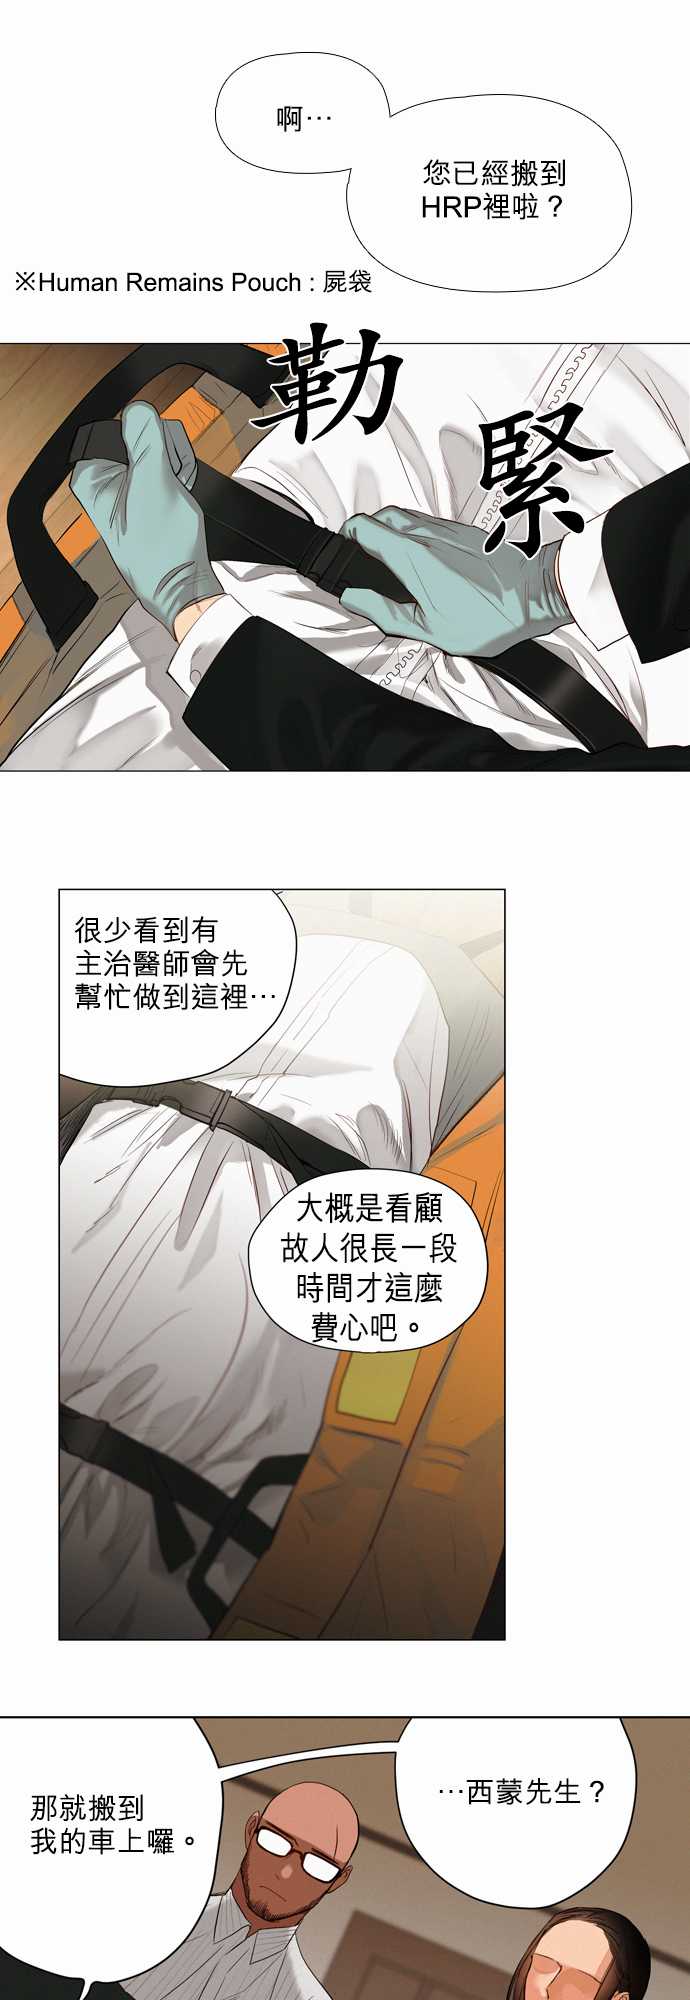 啊⋯
您已經搬到
HRP裡啦？
※Human Remains Pouch : 屍袋
勒緊
很少看到有
主治醫師會先
幫忙做到這裡⋯
大概是看顧
故人很長一段
時間才這麼
費心吧。
那就搬到
我的車上囉。
⋯西蒙先生？